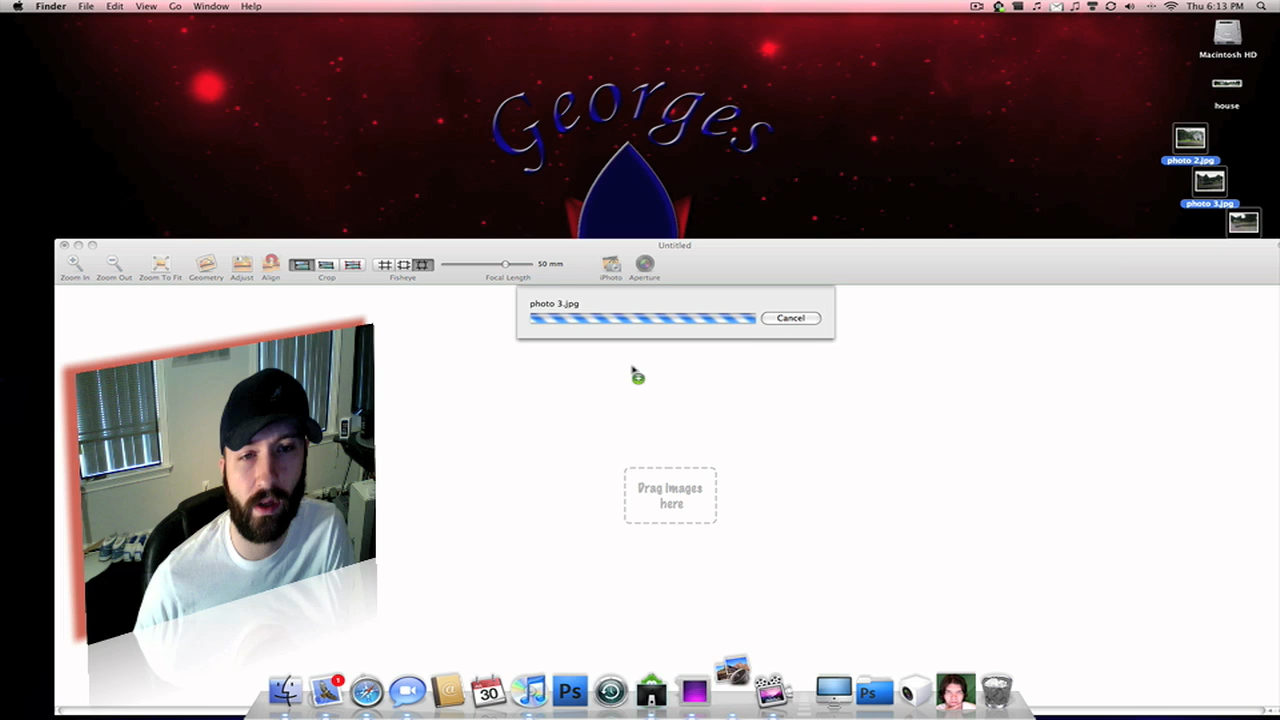 Finder File Edit View Go Window Help Thu 6:13 PM
Macintosh HD
house
Georges
photo 2.jpg
photo 3.jpg
Untitled
50 mm
Zoom In Zoom Out Zoom To Fit Geometry Adjust Align Crop Fisheye Focal Length iPhoto Aperture
photo 3.jpg
Cancel
Drag Images
here
1
30
Ps
Ps